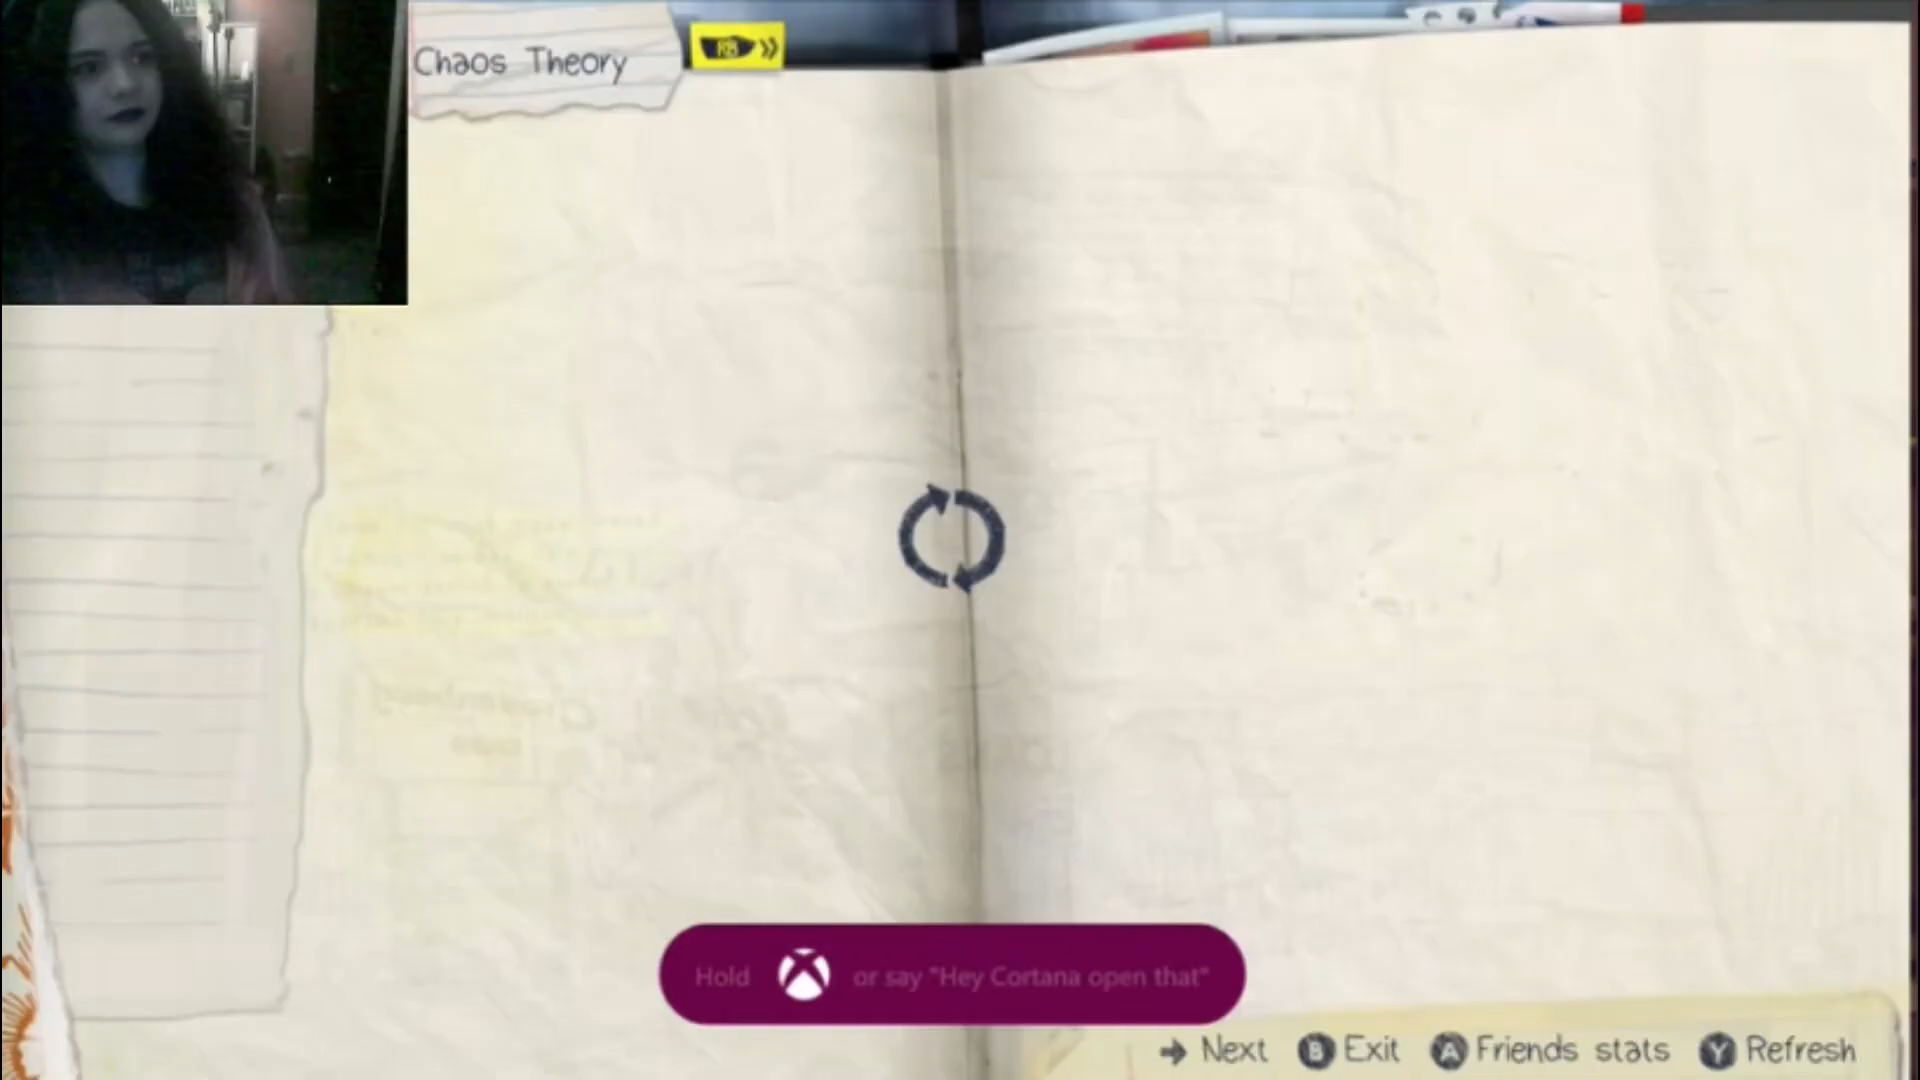 Chaos Theory
RB
Hold or say "Hey Cortana open that"
Next B Exit A Friends stats Y Refresh